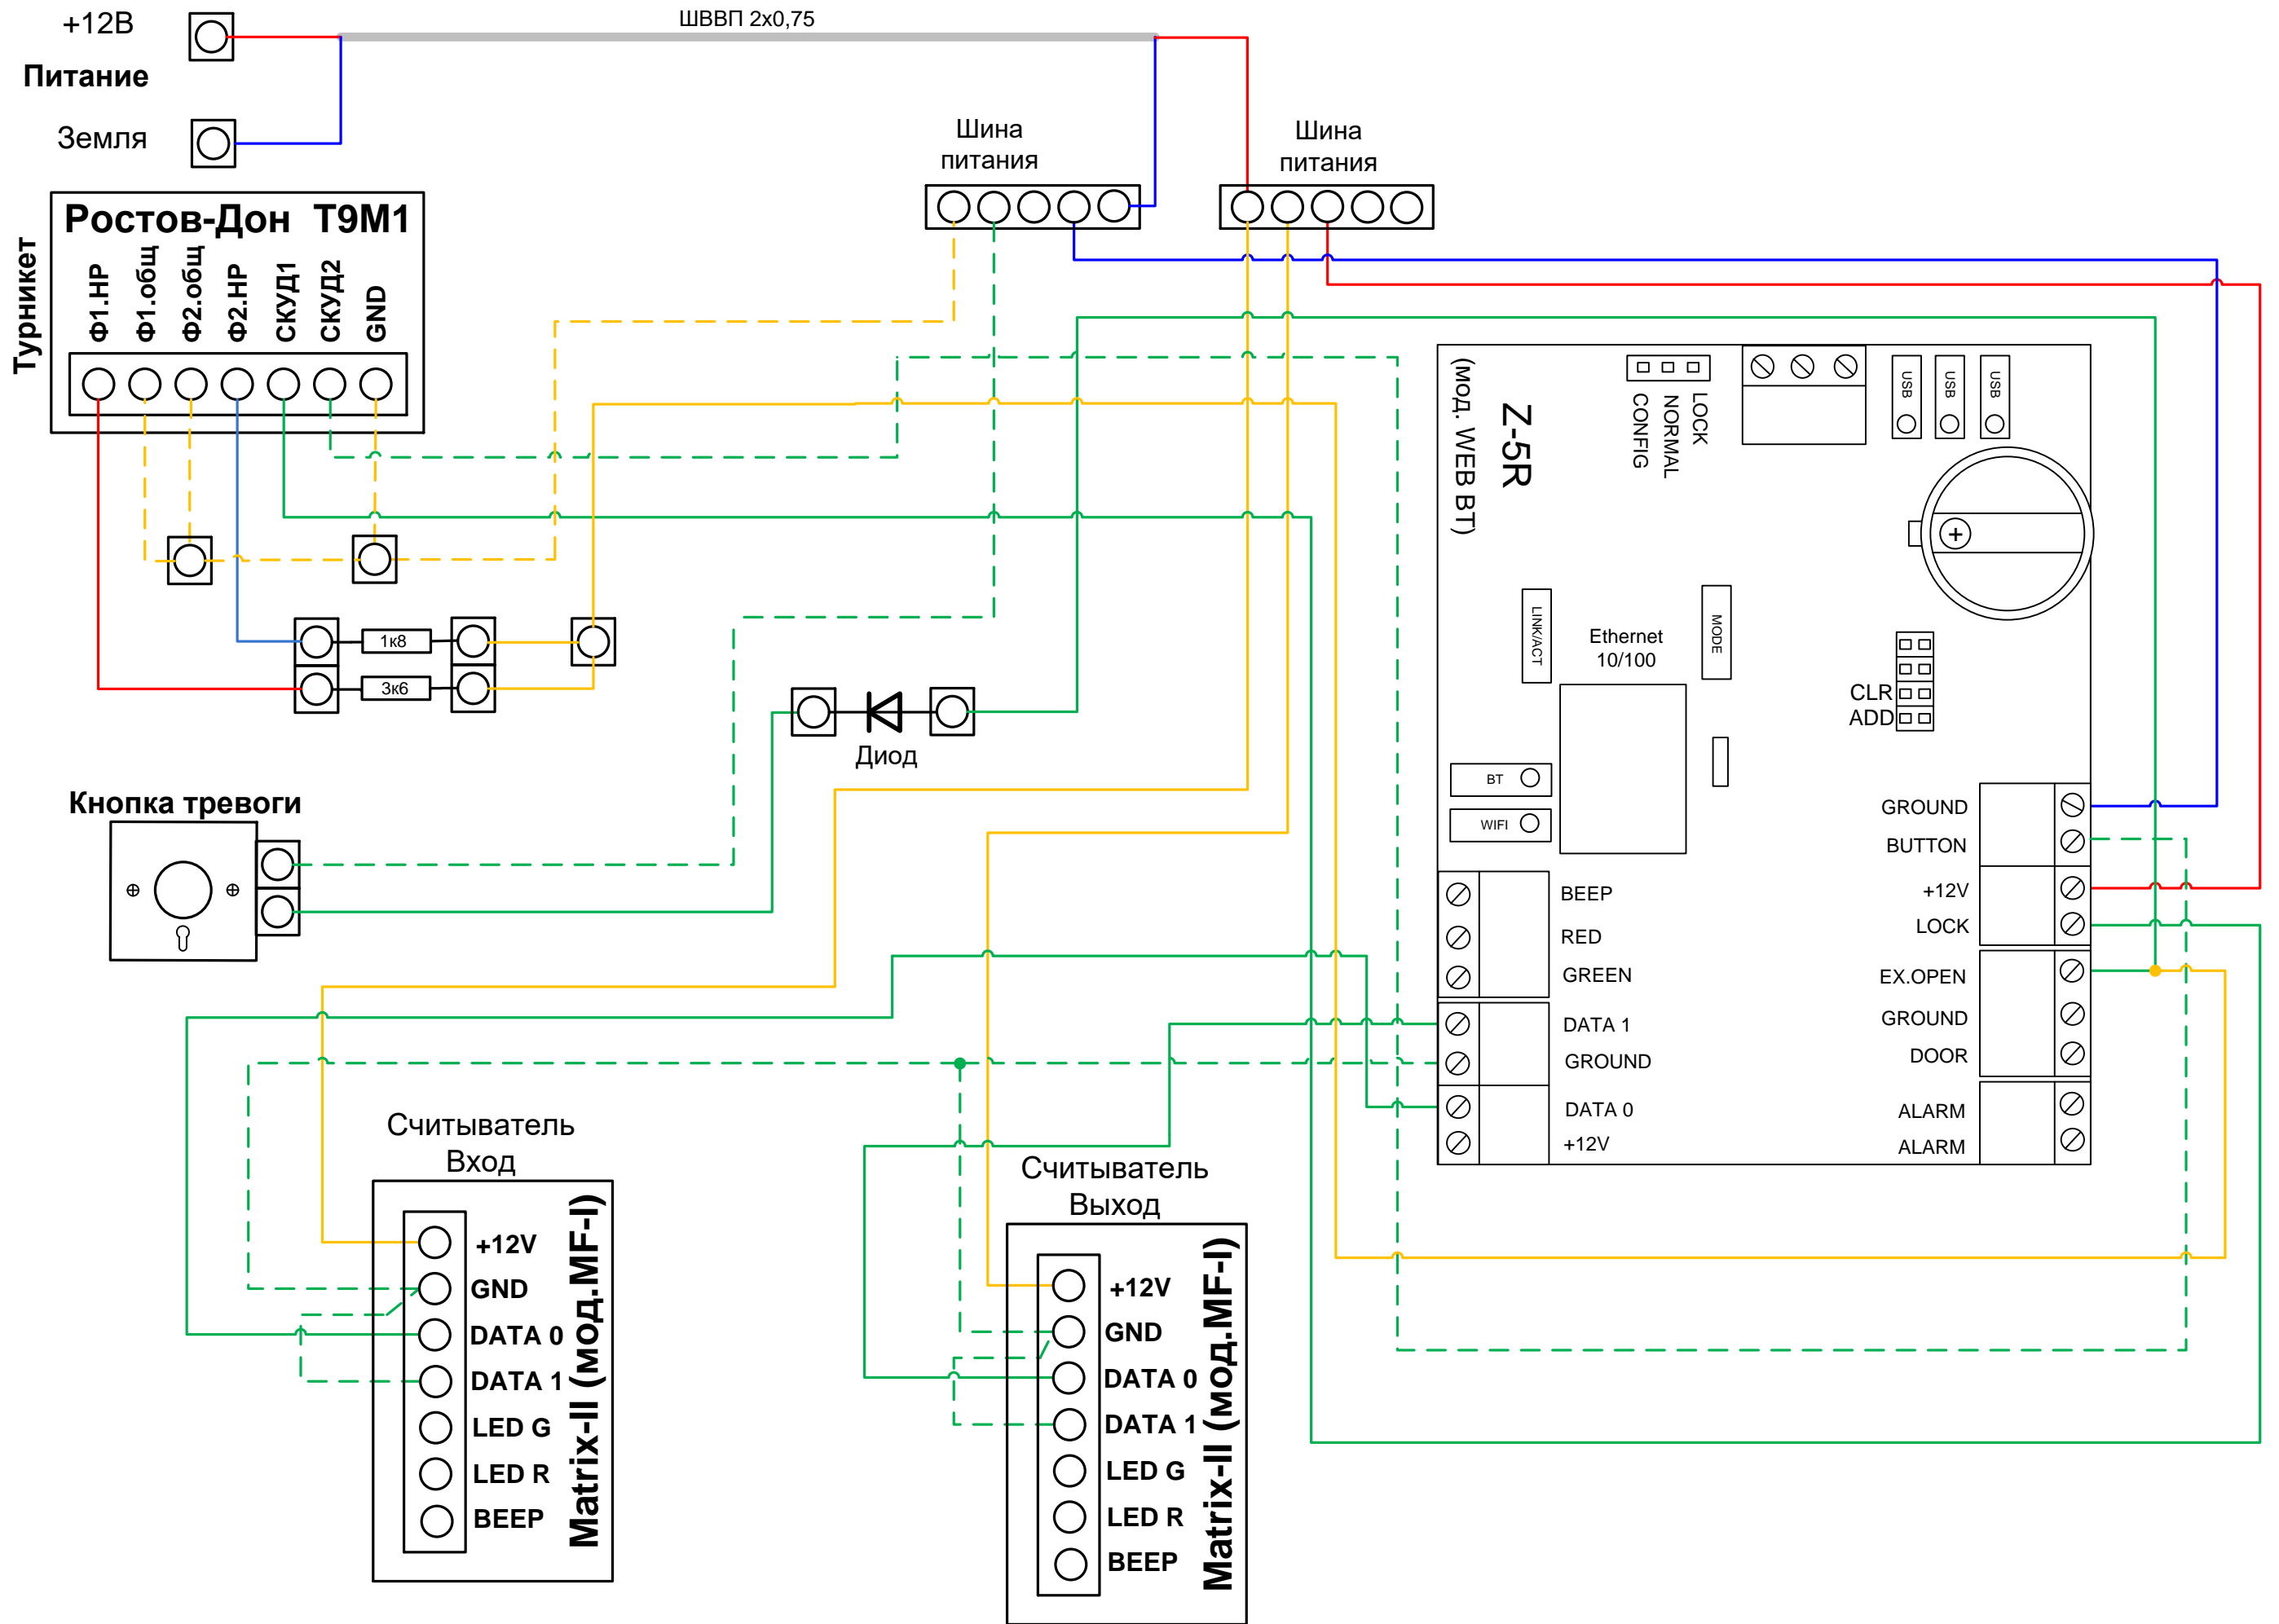 +12В
ШВВП 2х0,75
Питание
Земля
Шина
питания
Шина
питания
Турникет
Ростов-Дон Т9М1
Ф1.НР
Ф1.общ
Ф2.общ
Ф2.НР
СКУД1
СКУД2
GND
1к8
3к6
Диод
Кнопка тревоги
Z-5R
(мод. WEB BT)
CONFIG
NORMAL
LOCK
USB
USB
USB
LINK/ACT
Ethernet
10/100
MODE
CLR
ADD
BT
WIFI
BEEP
RED
GREEN
DATA 1
GROUND
DATA 0
+12V
GROUND
BUTTON
+12V
LOCK
EX.OPEN
GROUND
DOOR
ALARM
ALARM
Считыватель
Вход
+12V
GND
DATA 0
DATA 1
LED G
LED R
BEEP
Matrix-II (мод.MF-I)
Считыватель
Выход
+12V
GND
DATA 0
DATA 1
LED G
LED R
BEEP
Matrix-II (мод.MF-I)